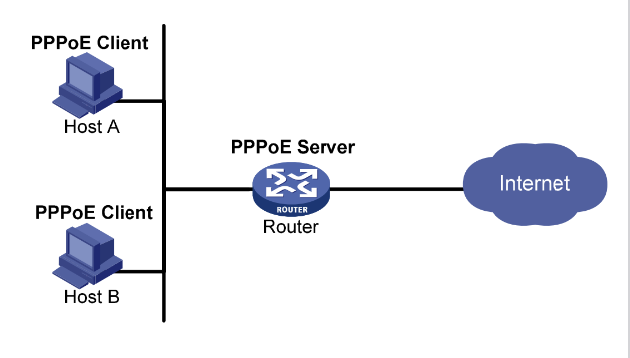 PPPoE Client
Host A
PPPoE Server
Internet
ROUTER
Router
PPPoE Client
Host B